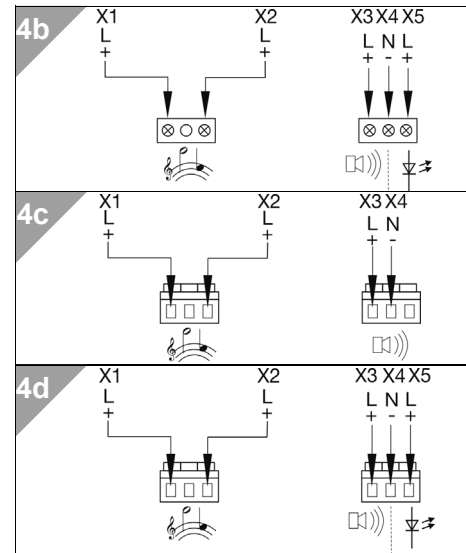 4b
X1 X2 X3 X4 X5
L L L N L
+ + + - +
4c
X1 X2 X3 X4
L L L N
+ + + -
4d
X1 X2 X3 X4 X5
L L L N L
+ + + - +